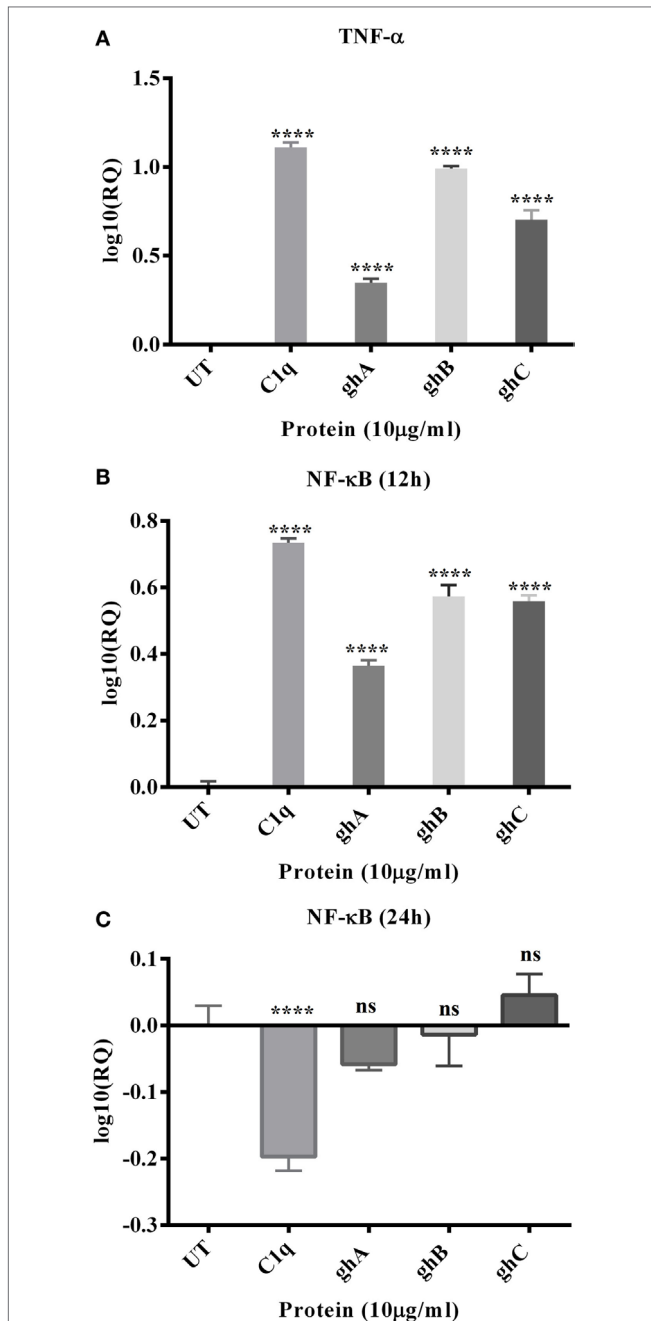 A
TNF-α
1.5
1.0
0.5
0.0
log10(RQ)
****
****
****
****
UT
C1q
ghA
ghB
ghC
Protein (10μg/ml)
B
NF-κB (12h)
0.8
0.6
0.4
0.2
0.0
log10(RQ)
****
****
****
****
UT
C1q
ghA
ghB
ghC
Protein (10μg/ml)
C
NF-κB (24h)
0.1
0.0
-0.1
-0.2
-0.3
log10(RQ)
****
ns
ns
ns
UT
C1q
ghA
ghB
ghC
Protein (10μg/ml)